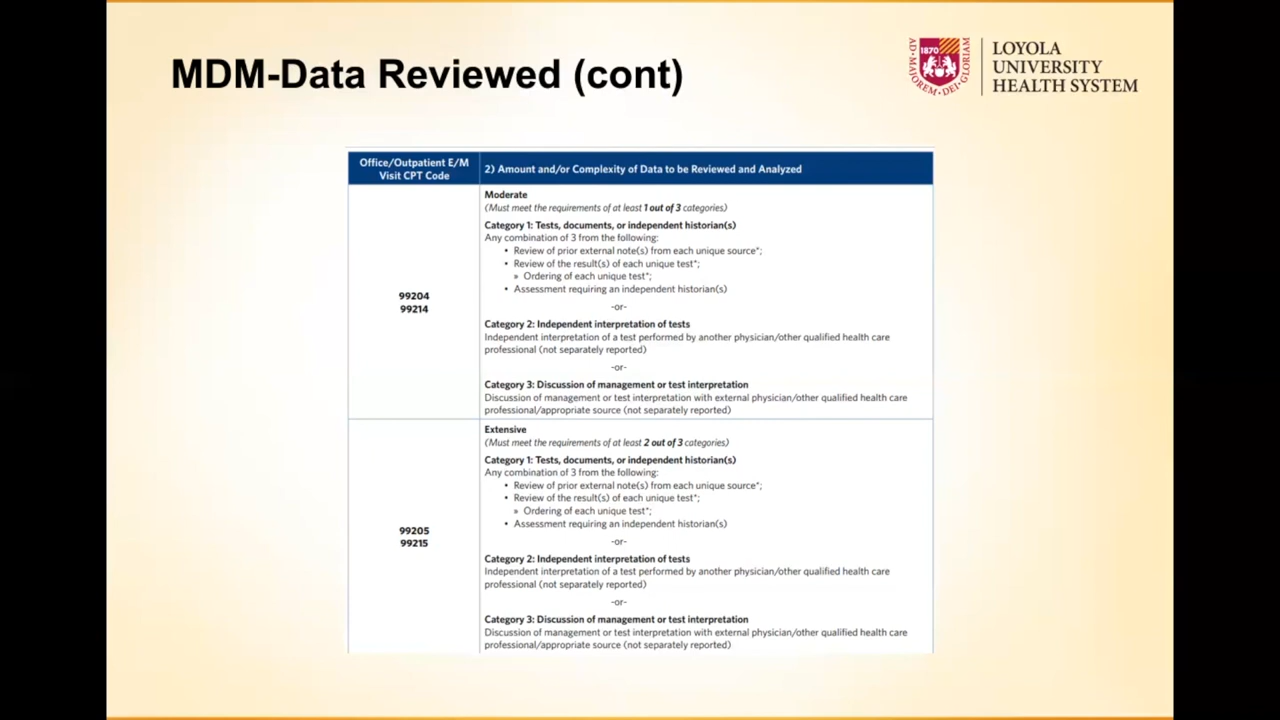 MDM-Data Reviewed (cont)
AD•MAJOREM•DEI•GLORIAM
1870
LOYOLA
UNIVERSITY
HEALTH SYSTEM
Office/Outpatient E/M
Visit CPT Code
2) Amount and/or Complexity of Data to be Reviewed and Analyzed
99204
99214
Moderate
(Must meet the requirements of at least 1 out of 3 categories)
Category 1: Tests, documents, or independent historian(s)
Any combination of 3 from the following:
• Review of prior external note(s) from each unique source*;
• Review of the result(s) of each unique test*;
» Ordering of each unique test*;
• Assessment requiring an independent historian(s)
-or-
Category 2: Independent interpretation of tests
Independent interpretation of a test performed by another physician/other qualified health care
professional (not separately reported)
-or-
Category 3: Discussion of management or test interpretation
Discussion of management or test interpretation with external physician/other qualified health care
professional/appropriate source (not separately reported)
99205
99215
Extensive
(Must meet the requirements of at least 2 out of 3 categories)
Category 1: Tests, documents, or independent historian(s)
Any combination of 3 from the following:
• Review of prior external note(s) from each unique source*;
• Review of the result(s) of each unique test*;
» Ordering of each unique test*;
• Assessment requiring an independent historian(s)
-or-
Category 2: Independent interpretation of tests
Independent interpretation of a test performed by another physician/other qualified health care
professional (not separately reported)
-or-
Category 3: Discussion of management or test interpretation
Discussion of management or test interpretation with external physician/other qualified health care
professional/appropriate source (not separately reported)